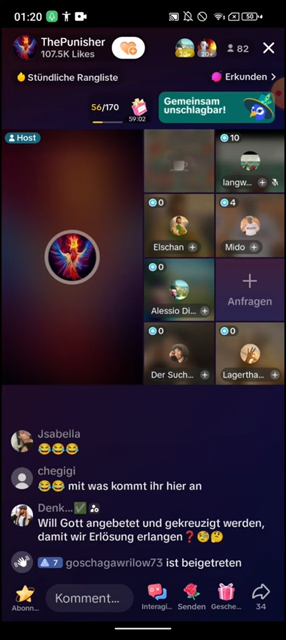 01:20
50
ThePunisher
107.5K Likes
82
Stündliche Rangliste
Erkunden >
56/170
59:02
Gemeinsam
unschlagbar!
Host
10
langw...
0
Elschan
4
Mido
0
Alessio Di...
Anfragen
0
Der Such...
0
Lagertha...
Jsabella
😂😂😂
chegigi
😂😂 mit was kommt ihr hier an
Denk...✅
Will Gott angebetet und gekreuzigt werden,
damit wir Erlösung erlangen❓🧐🤔
7 goschagawrilow73 ist beigetreten
Abonn...
Komment...
Interagi...
Senden
Gesche...
34